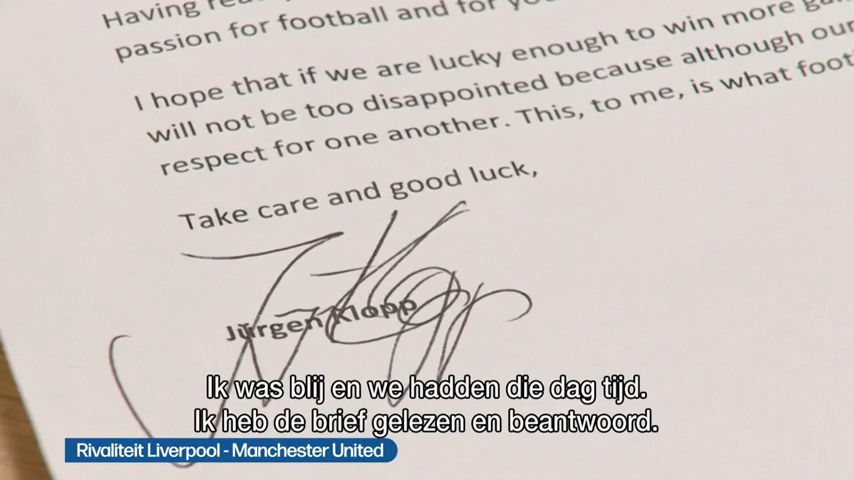 Having
passion for football and for
I hope that if we are lucky enough to win more
will not be too disappointed because although our
respect for one another. This, to me, is what
Take care and good luck,
Jürgen Klopp
Ik was blij en we hadden die dag tijd.
Ik heb de brief gelezen en beantwoord.
Rivaliteit Liverpool - Manchester United